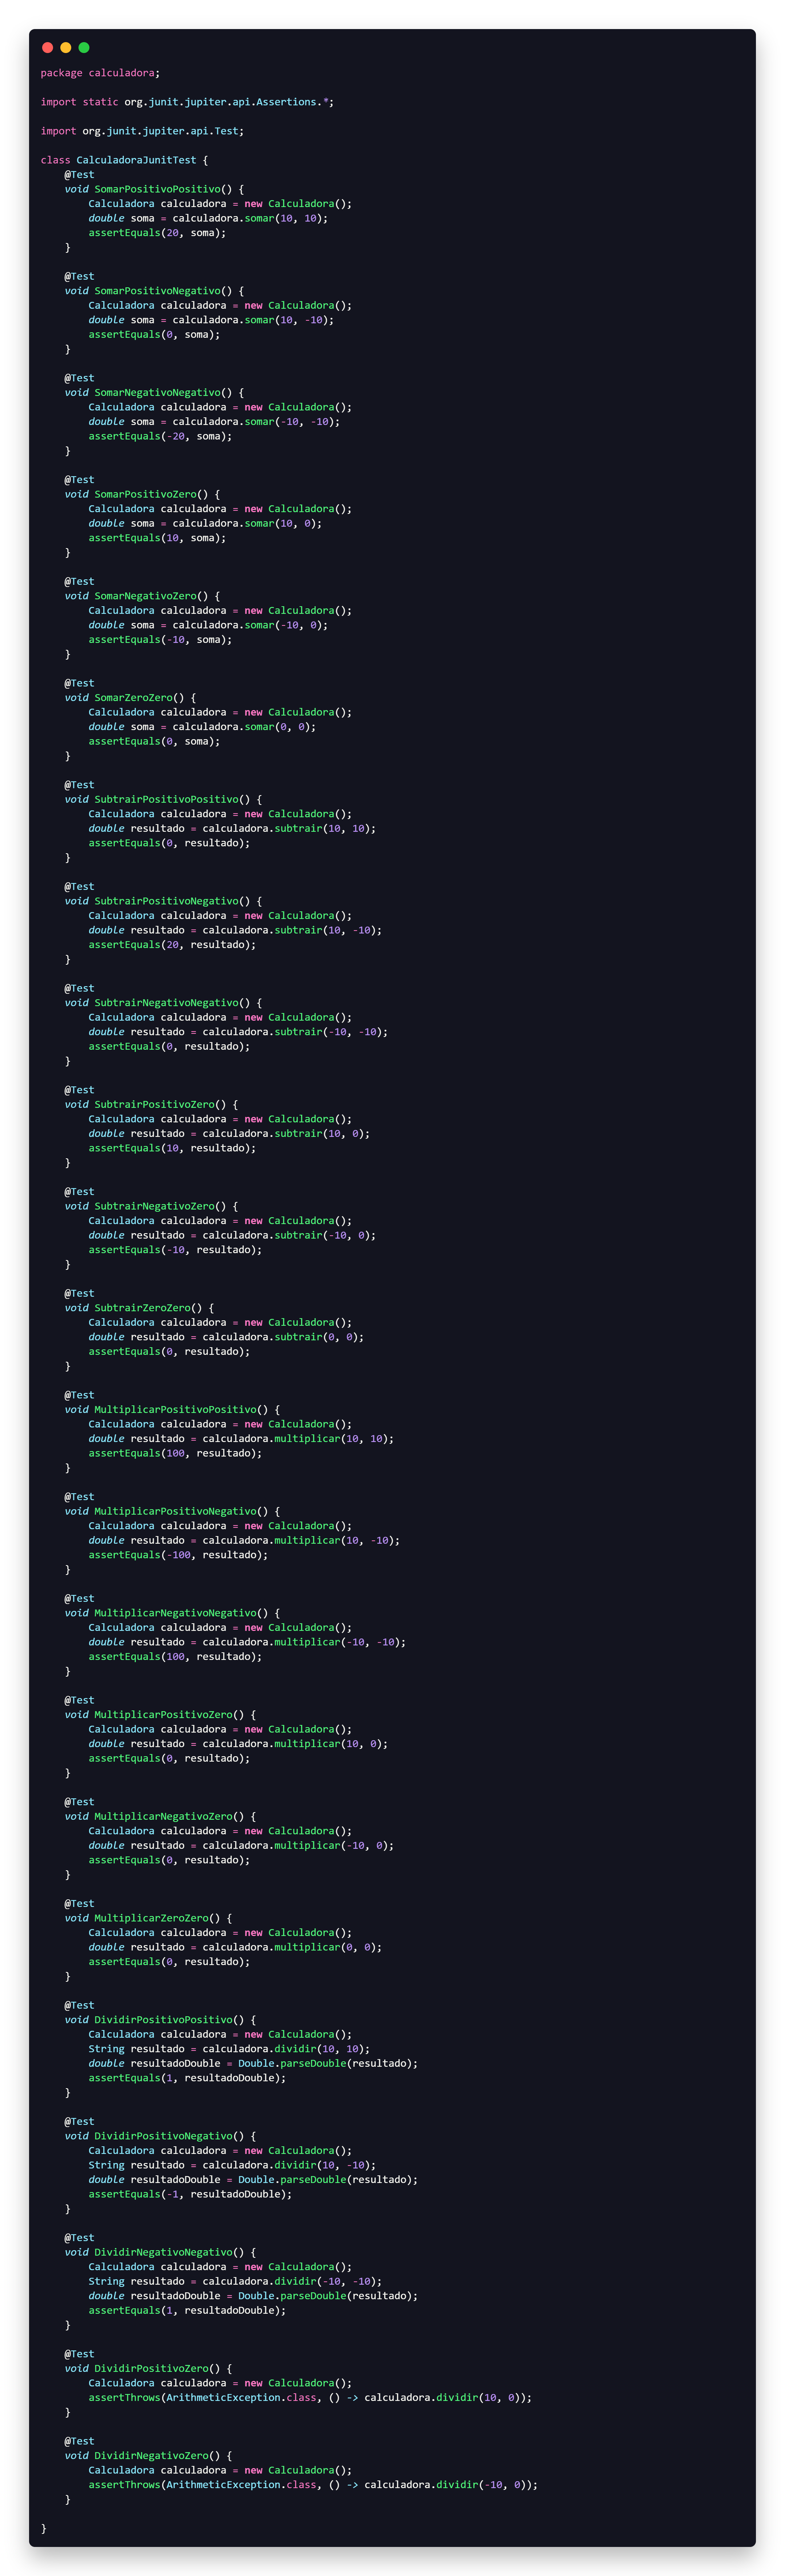 package calculadora;

import static org.junit.jupiter.api.Assertions.*;

import org.junit.jupiter.api.Test;

class CalculadoraJunitTest {
    @Test
    void SomarPositivoPositivo() {
        Calculadora calculadora = new Calculadora();
        double soma = calculadora.somar(10, 10);
        assertEquals(20, soma);
    }

    @Test
    void SomarPositivoNegativo() {
        Calculadora calculadora = new Calculadora();
        double soma = calculadora.somar(10, -10);
        assertEquals(0, soma);
    }

    @Test
    void SomarNegativoNegativo() {
        Calculadora calculadora = new Calculadora();
        double soma = calculadora.somar(-10, -10);
        assertEquals(-20, soma);
    }

    @Test
    void SomarPositivoZero() {
        Calculadora calculadora = new Calculadora();
        double soma = calculadora.somar(10, 0);
        assertEquals(10, soma);
    }

    @Test
    void SomarNegativoZero() {
        Calculadora calculadora = new Calculadora();
        double soma = calculadora.somar(-10, 0);
        assertEquals(-10, soma);
    }

    @Test
    void SomarZeroZero() {
        Calculadora calculadora = new Calculadora();
        double soma = calculadora.somar(0, 0);
        assertEquals(0, soma);
    }

    @Test
    void SubtrairPositivoPositivo() {
        Calculadora calculadora = new Calculadora();
        double resultado = calculadora.subtrair(10, 10);
        assertEquals(0, resultado);
    }

    @Test
    void SubtrairPositivoNegativo() {
        Calculadora calculadora = new Calculadora();
        double resultado = calculadora.subtrair(10, -10);
        assertEquals(20, resultado);
    }

    @Test
    void SubtrairNegativoNegativo() {
        Calculadora calculadora = new Calculadora();
        double resultado = calculadora.subtrair(-10, -10);
        assertEquals(0, resultado);
    }

    @Test
    void SubtrairPositivoZero() {
        Calculadora calculadora = new Calculadora();
        double resultado = calculadora.subtrair(10, 0);
        assertEquals(10, resultado);
    }

    @Test
    void SubtrairNegativoZero() {
        Calculadora calculadora = new Calculadora();
        double resultado = calculadora.subtrair(-10, 0);
        assertEquals(-10, resultado);
    }

    @Test
    void SubtrairZeroZero() {
        Calculadora calculadora = new Calculadora();
        double resultado = calculadora.subtrair(0, 0);
        assertEquals(0, resultado);
    }

    @Test
    void MultiplicarPositivoPositivo() {
        Calculadora calculadora = new Calculadora();
        double resultado = calculadora.multiplicar(10, 10);
        assertEquals(100, resultado);
    }

    @Test
    void MultiplicarPositivoNegativo() {
        Calculadora calculadora = new Calculadora();
        double resultado = calculadora.multiplicar(10, -10);
        assertEquals(-100, resultado);
    }

    @Test
    void MultiplicarNegativoNegativo() {
        Calculadora calculadora = new Calculadora();
        double resultado = calculadora.multiplicar(-10, -10);
        assertEquals(100, resultado);
    }

    @Test
    void MultiplicarPositivoZero() {
        Calculadora calculadora = new Calculadora();
        double resultado = calculadora.multiplicar(10, 0);
        assertEquals(0, resultado);
    }

    @Test
    void MultiplicarNegativoZero() {
        Calculadora calculadora = new Calculadora();
        double resultado = calculadora.multiplicar(-10, 0);
        assertEquals(0, resultado);
    }

    @Test
    void MultiplicarZeroZero() {
        Calculadora calculadora = new Calculadora();
        double resultado = calculadora.multiplicar(0, 0);
        assertEquals(0, resultado);
    }

    @Test
    void DividirPositivoPositivo() {
        Calculadora calculadora = new Calculadora();
        String resultado = calculadora.dividir(10, 10);
        double resultadoDouble = Double.parseDouble(resultado);
        assertEquals(1, resultadoDouble);
    }

    @Test
    void DividirPositivoNegativo() {
        Calculadora calculadora = new Calculadora();
        String resultado = calculadora.dividir(10, -10);
        double resultadoDouble = Double.parseDouble(resultado);
        assertEquals(-1, resultadoDouble);
    }

    @Test
    void DividirNegativoNegativo() {
        Calculadora calculadora = new Calculadora();
        String resultado = calculadora.dividir(-10, -10);
        double resultadoDouble = Double.parseDouble(resultado);
        assertEquals(1, resultadoDouble);
    }

    @Test
    void DividirPositivoZero() {
        Calculadora calculadora = new Calculadora();
        assertThrows(ArithmeticException.class, () -> calculadora.dividir(10, 0));
    }

    @Test
    void DividirNegativoZero() {
        Calculadora calculadora = new Calculadora();
        assertThrows(ArithmeticException.class, () -> calculadora.dividir(-10, 0));
    }

}